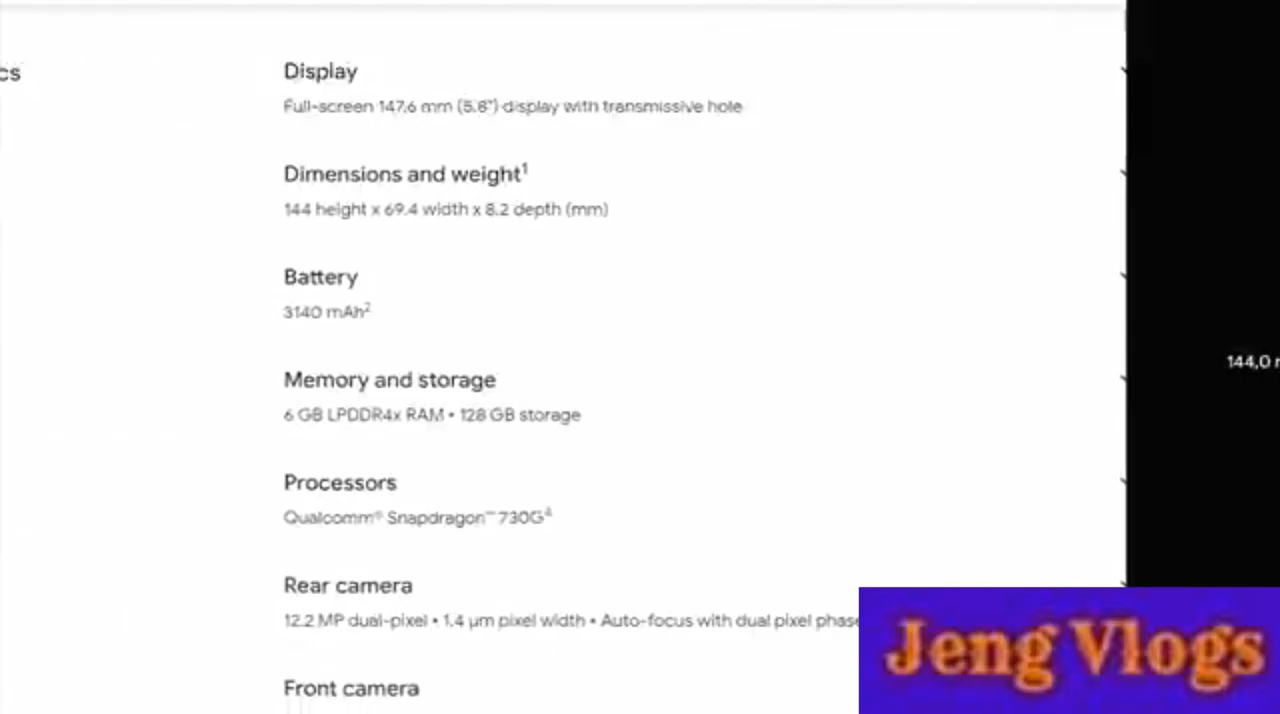 cs
Display
Full-screen 147.6 mm (5.8") display with transmissive hole
Dimensions and weight¹
144 height x 69.4 width x 8.2 depth (mm)
Battery
3140 mAh²
144,0
Memory and storage
6 GB LPDDR4x RAM • 128 GB storage
Processors
Qualcomm® Snapdragon™ 730G⁴
Rear camera
12.2 MP dual-pixel • 1.4 μm pixel width • Auto-focus with dual pixel phase
Front camera
Jeng Vlogs